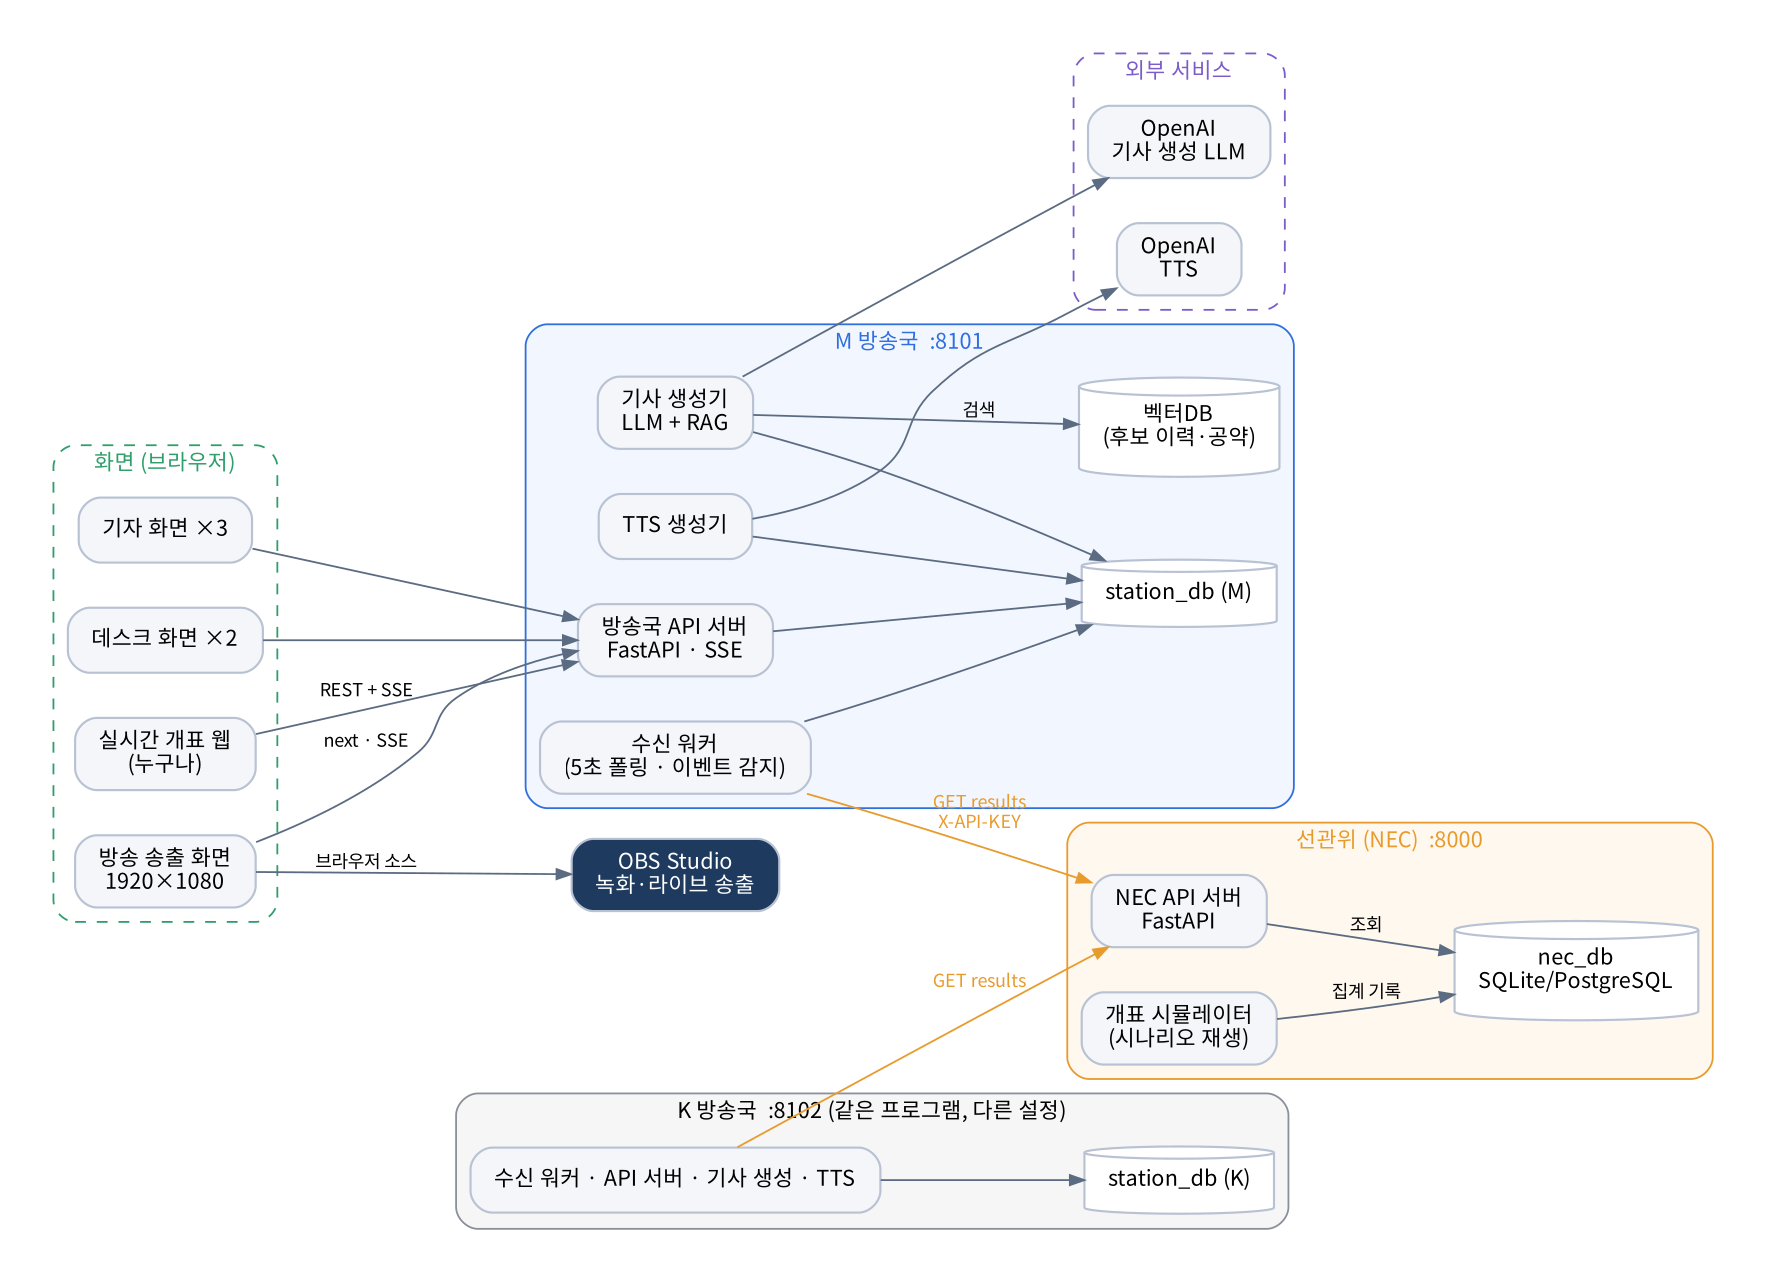 외부 서비스
OpenAI
기사 생성 LLM
OpenAI
TTS
M 방송국 :8101
기사 생성기
LLM + RAG
검색
벡터DB
(후보 이력·공약)
TTS 생성기
station_db (M)
방송국 API 서버
FastAPI · SSE
수신 워커
(5초 폴링 · 이벤트 감지)
화면 (브라우저)
기자 화면 ×3
데스크 화면 ×2
REST + SSE
실시간 개표 웹
(누구나)
next · SSE
방송 송출 화면
1920×1080
브라우저 소스
OBS Studio
녹화·라이브 송출
GET results
X-API-KEY
선관위 (NEC) :8000
NEC API 서버
FastAPI
조회
nec_db
SQLite/PostgreSQL
GET results
개표 시뮬레이터
(시나리오 재생)
집계 기록
K 방송국 :8102 (같은 프로그램, 다른 설정)
수신 워커 · API 서버 · 기사 생성 · TTS
station_db (K)